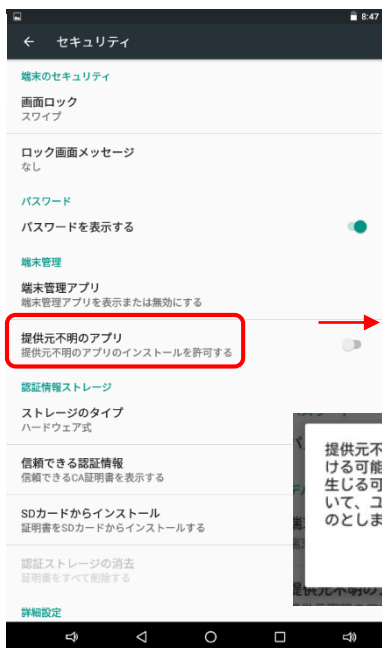 8:47
セキュリティ
端末のセキュリティ
画面ロック
スワイプ
ロック画面メッセージ
なし
パスワード
パスワードを表示する
端末管理
端末管理アプリ
端末管理アプリを表示または無効にする
提供元不明のアプリ
提供元不明のアプリのインストールを許可する
認証情報ストレージ
ストレージのタイプ
ハードウェア式
信頼できる認証情報
信頼できるCA証明書を表示する
SDカードからインストール
証明書をSDカードからインストールする
認証ストレージの消去
証明書をすべて削除する
詳細設定
提供元不
ける可能
生じる可
いて、ユ
のとしま